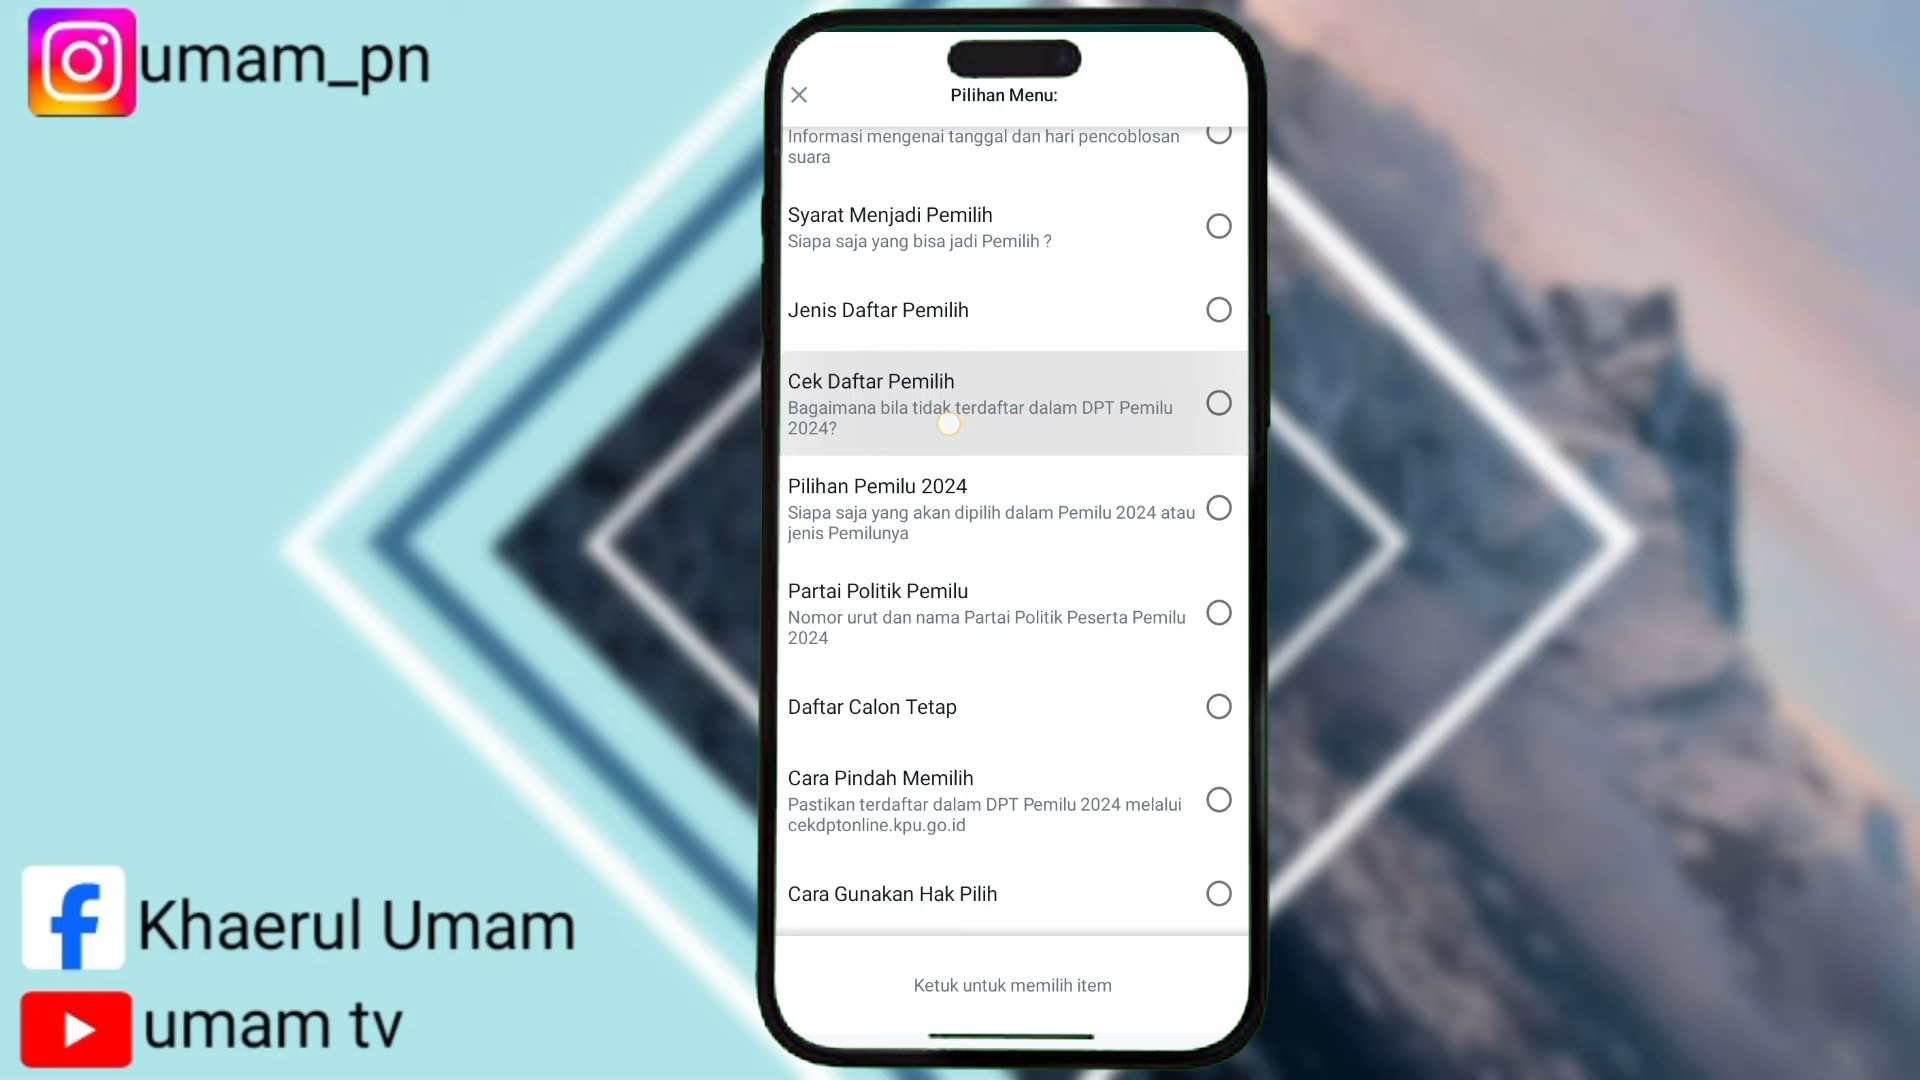 umam_pn
Pilihan Menu:
Informasi mengenai tanggal dan hari pencoblosan
suara
Syarat Menjadi Pemilih
Siapa saja yang bisa jadi Pemilih ?
Jenis Daftar Pemilih
Cek Daftar Pemilih
Bagaimana bila tidak terdaftar dalam DPT Pemilu
2024?
Pilihan Pemilu 2024
Siapa saja yang akan dipilih dalam Pemilu 2024 atau
jenis Pemilunya
Partai Politik Pemilu
Nomor urut dan nama Partai Politik Peserta Pemilu
2024
Daftar Calon Tetap
Cara Pindah Memilih
Pastikan terdaftar dalam DPT Pemilu 2024 melalui
cekdptonline.kpu.go.id
Cara Gunakan Hak Pilih
Ketuk untuk memilih item
Khaerul Umam
umam tv